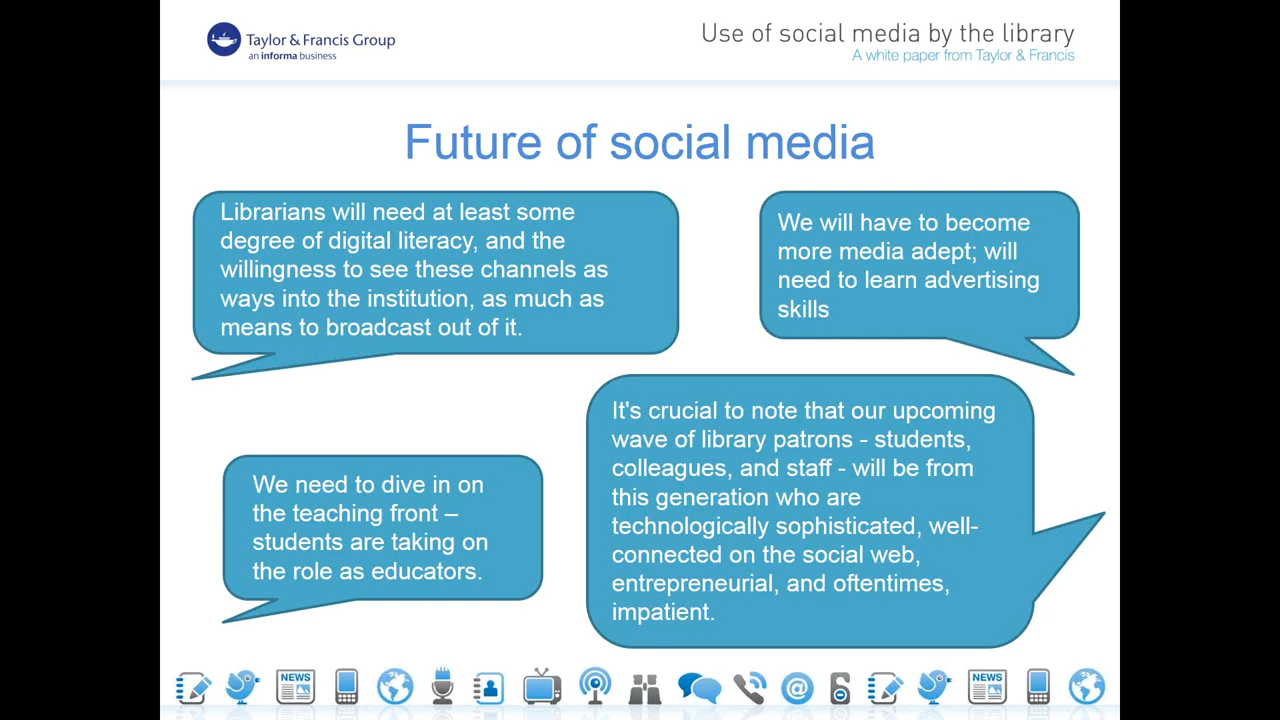 Taylor & Francis Group
an informa business
Use of social media by the library
A white paper from Taylor & Francis
Future of social media
Librarians will need at least some
degree of digital literacy, and the
willingness to see these channels as
ways into the institution, as much as
means to broadcast out of it.
We will have to become
more media adept; will
need to learn advertising
skills
We need to dive in on
the teaching front –
students are taking on
the role as educators.
It's crucial to note that our upcoming
wave of library patrons - students,
colleagues, and staff - will be from
this generation who are
technologically sophisticated, well-
connected on the social web,
entrepreneurial, and oftentimes,
impatient.
NEWS
@
NEWS